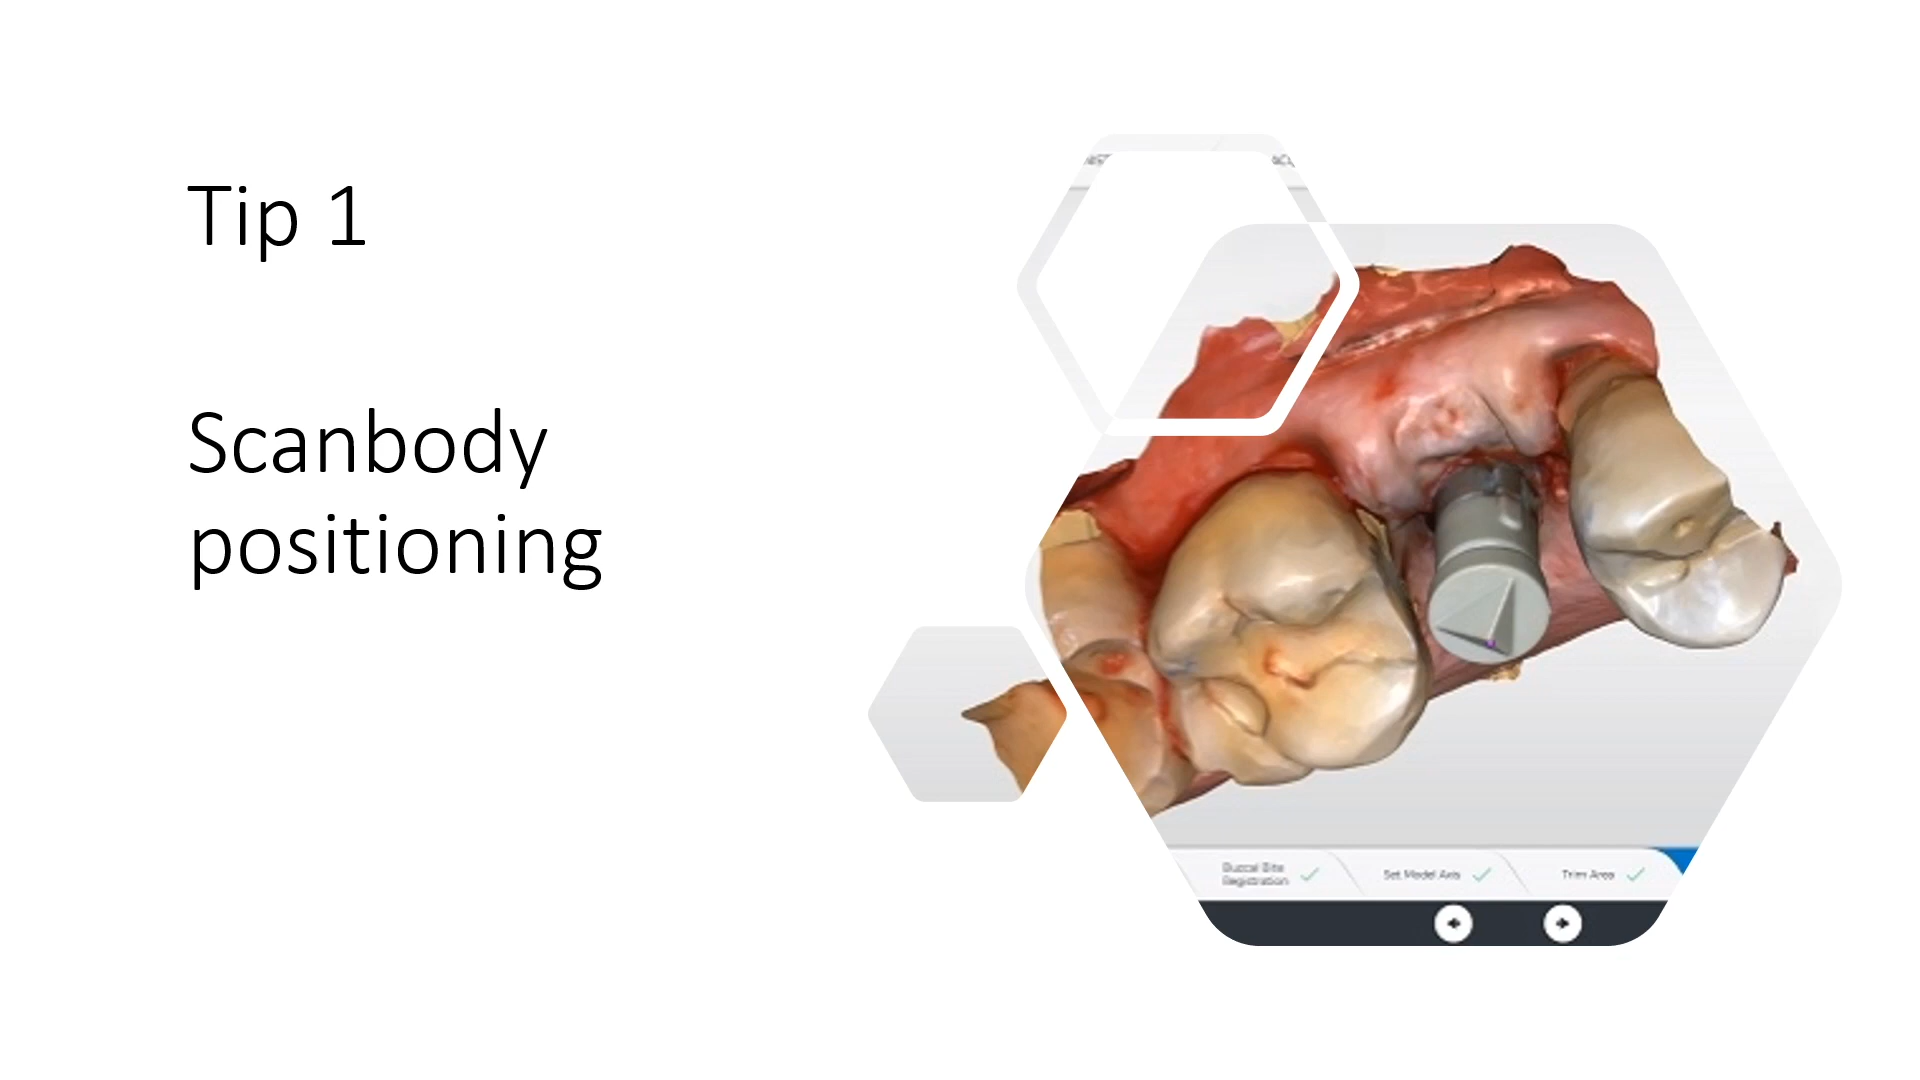 Tip 1
Scanbody
positioning
Buccal Bite
Registration
Set Model Axis
Trim Area